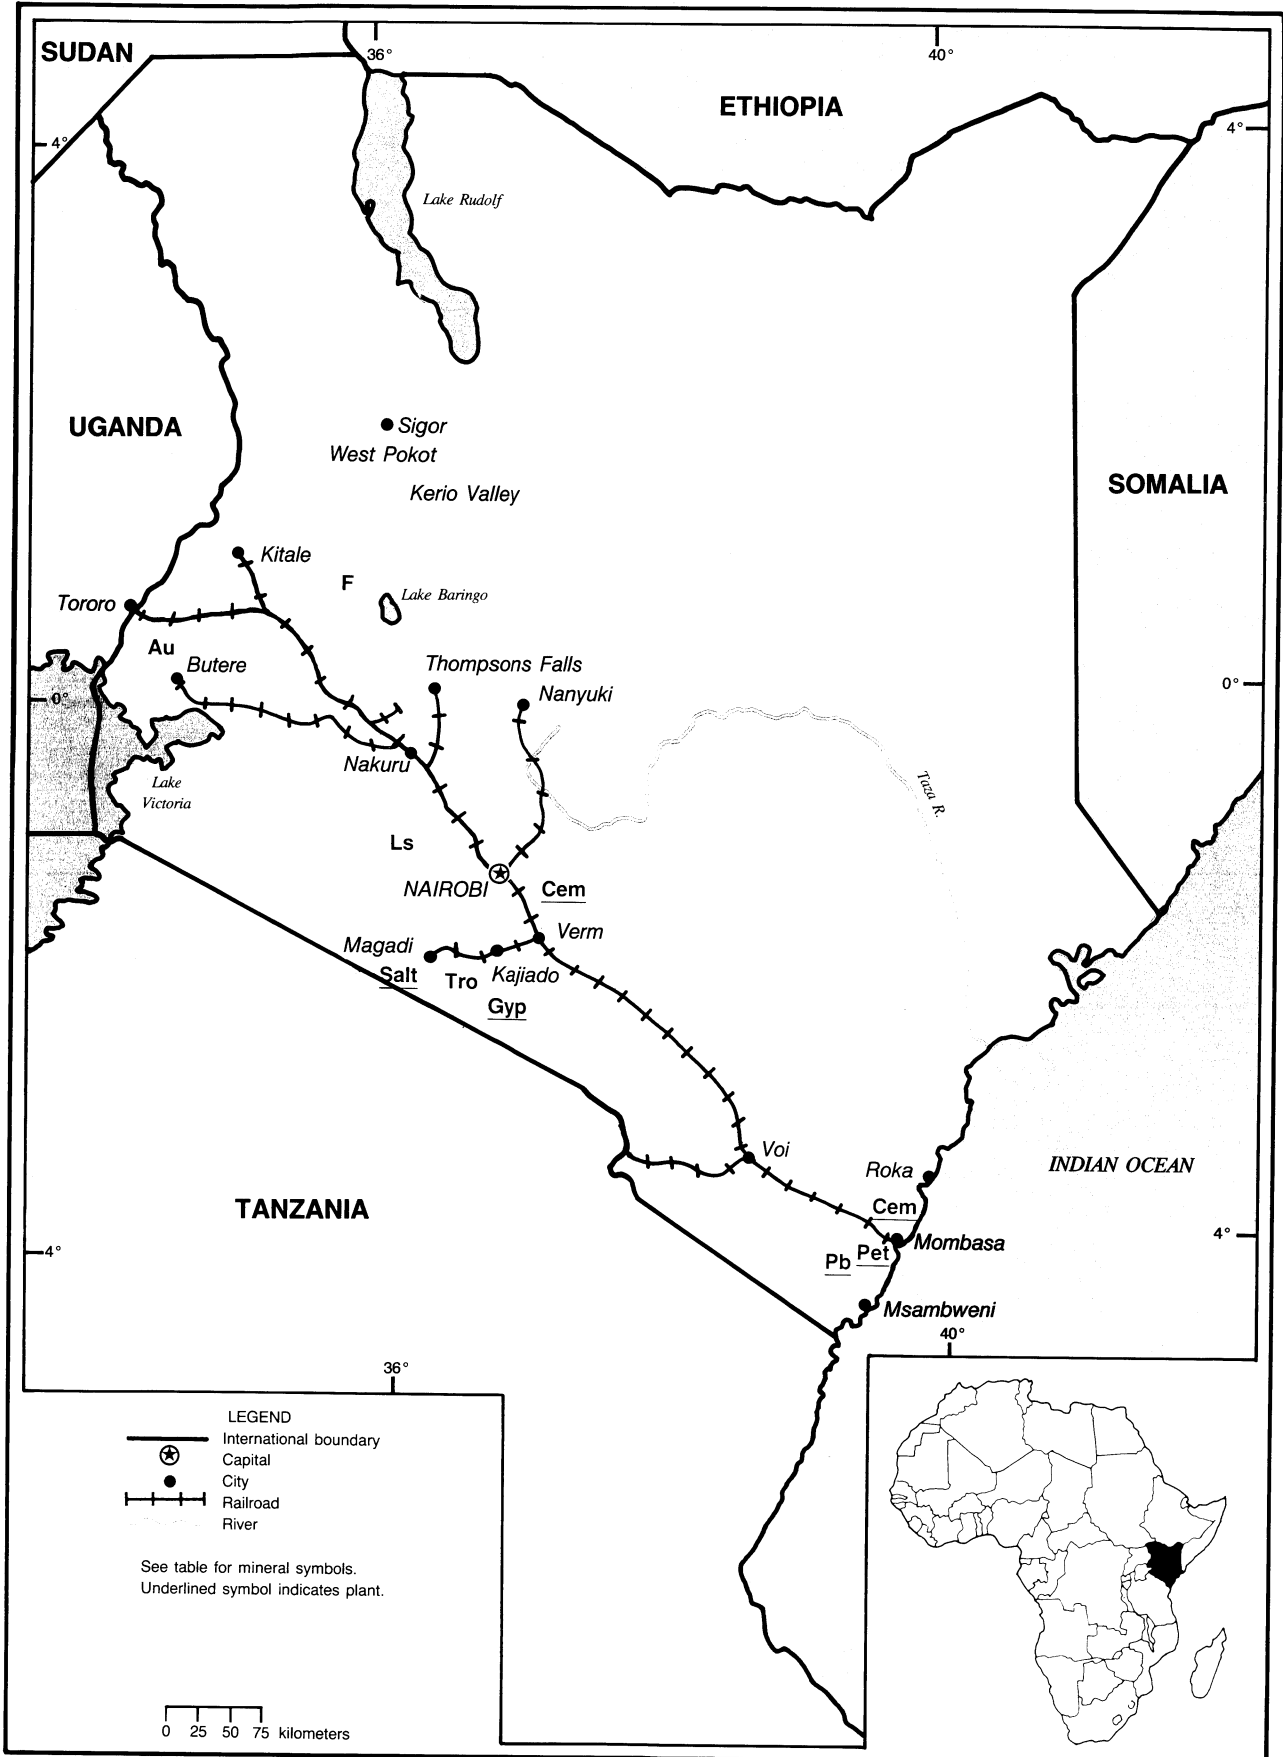 SUDAN
36°
40°
ETHIOPIA
4°
4°
Lake Rudolf
UGANDA
Sigor
West Pokot
Kerio Valley
SOMALIA
Kitale
F
Lake Baringo
Tororo
Au
Butere
Thompsons Falls
Nanyuki
0°
0°
Nakuru
Lake
Victoria
Taza R.
Ls
NAIROBI
Cem
Verm
Magadi
Salt
Tro
Kajiado
Gyp
Voi
Roka
INDIAN OCEAN
TANZANIA
Cem
4°
4°
Mombasa
Pb
Pet
Msambweni
40°
36°
LEGEND
International boundary
Capital
City
Railroad
River
See table for mineral symbols.
Underlined symbol indicates plant.
0 25 50 75 kilometers